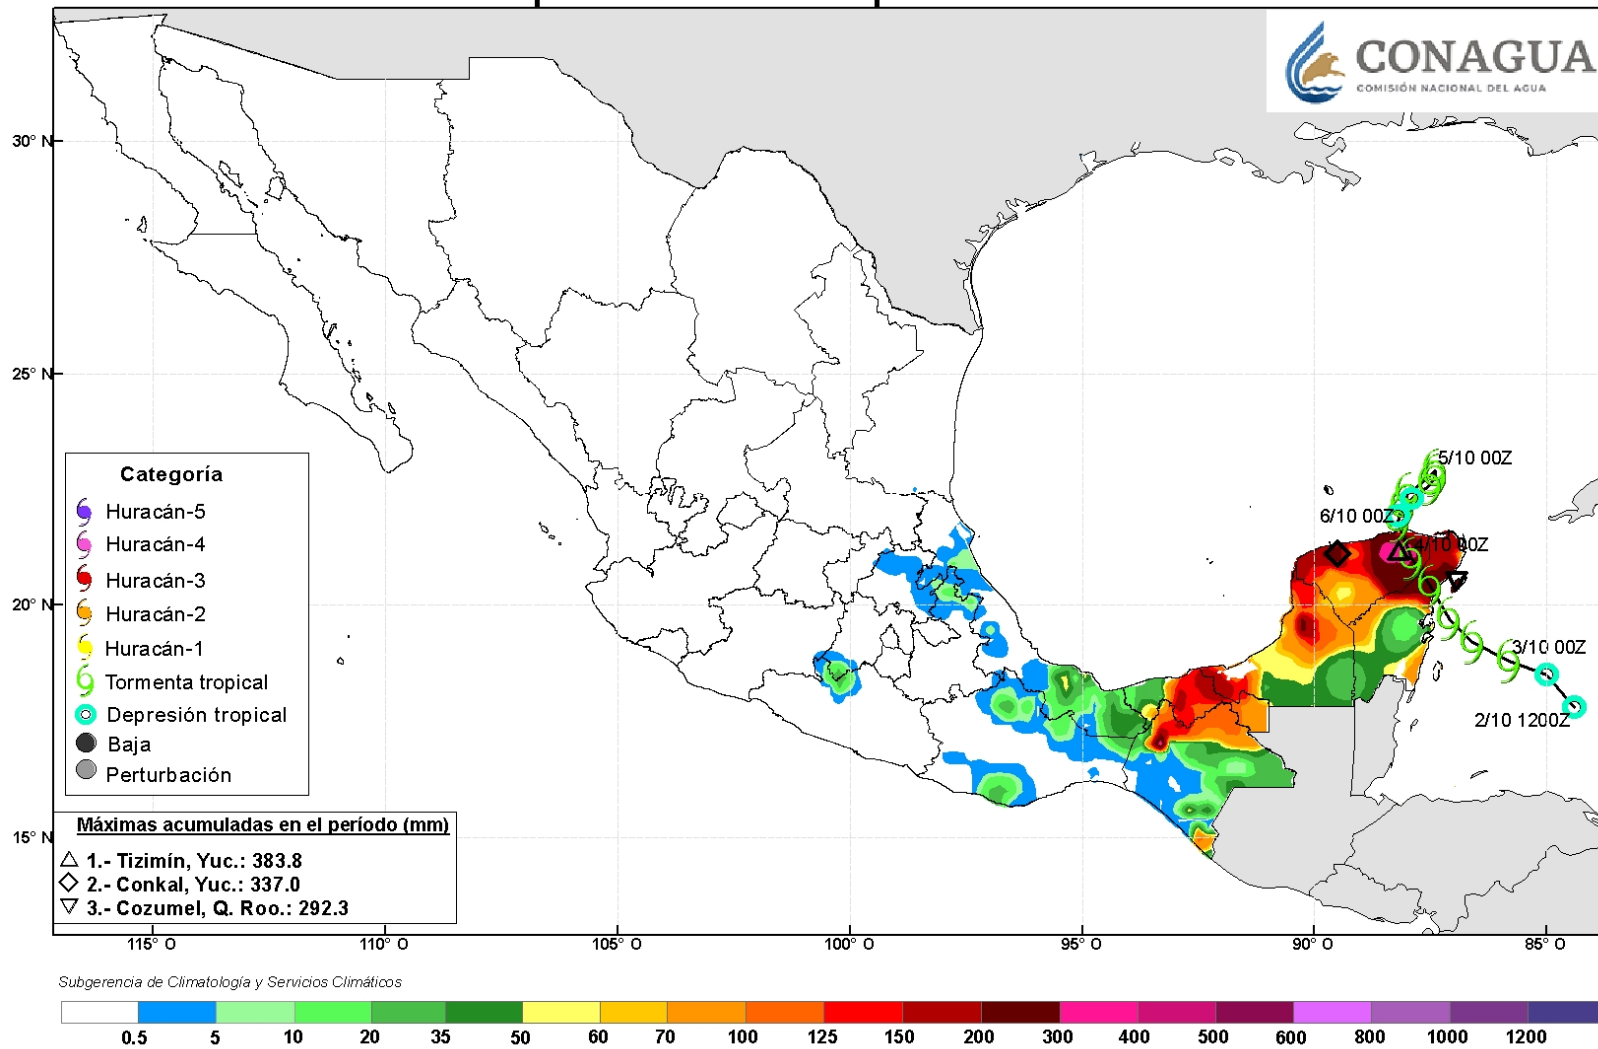 CONAGUA
COMISIÓN NACIONAL DEL AGUA
30° N
25° N
20° N
15° N
5/10 00Z
6/10 00Z
4/10 00Z
3/10 00Z
2/10 1200Z
Categoría
Huracán-5
Huracán-4
Huracán-3
Huracán-2
Huracán-1
Tormenta tropical
Depresión tropical
Baja
Perturbación
Máximas acumuladas en el período (mm)
1.- Tizimín, Yuc.: 383.8
2.- Conkal, Yuc.: 337.0
3.- Cozumel, Q. Roo.: 292.3
115° O 110° O 105° O 100° O 95° O 90° O 85° O
Subgerencia de Climatología y Servicios Climáticos
0.5 5 10 20 35 50 60 70 100 125 150 200 300 400 500 600 800 1000 1200